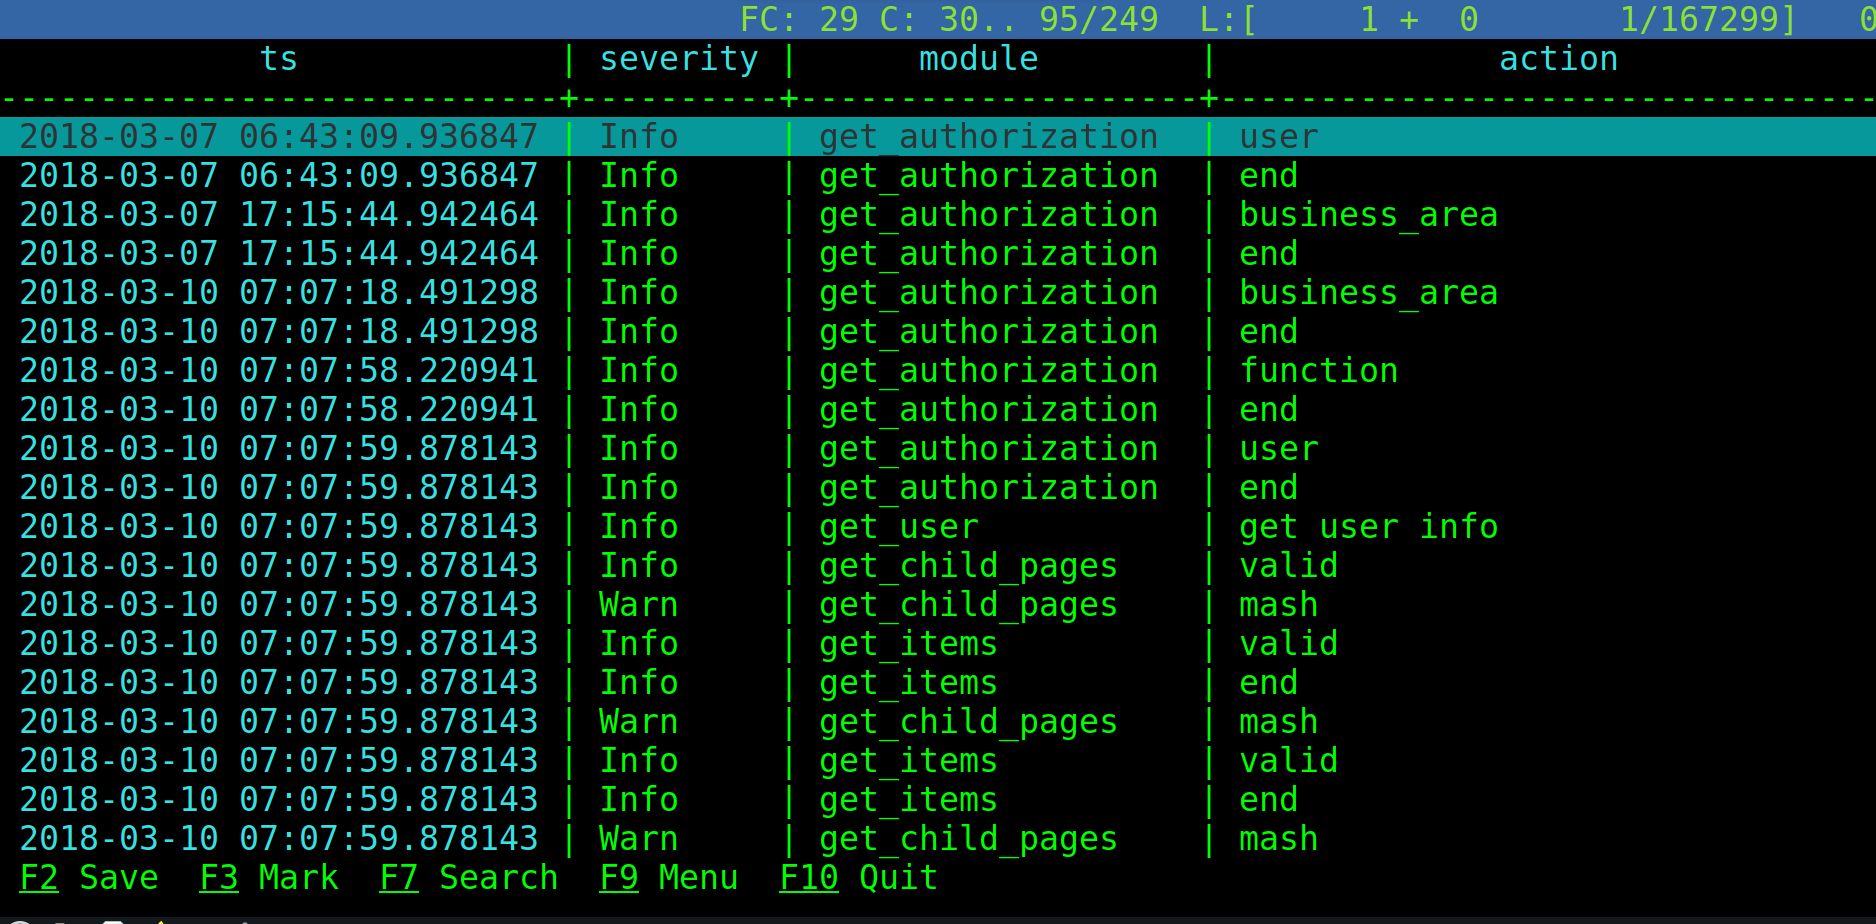 FC: 29 C: 30.. 95/249  L:[     1 +  0       1/167299]   0
ts | severity | module | action
----------------------------+----------+--------------------+---------------------------------
2018-03-07 06:43:09.936847 | Info | get_authorization | user
2018-03-07 06:43:09.936847 | Info | get_authorization | end
2018-03-07 17:15:44.942464 | Info | get_authorization | business_area
2018-03-07 17:15:44.942464 | Info | get_authorization | end
2018-03-10 07:07:18.491298 | Info | get_authorization | business_area
2018-03-10 07:07:18.491298 | Info | get_authorization | end
2018-03-10 07:07:58.220941 | Info | get_authorization | function
2018-03-10 07:07:58.220941 | Info | get_authorization | end
2018-03-10 07:07:59.878143 | Info | get_authorization | user
2018-03-10 07:07:59.878143 | Info | get_authorization | end
2018-03-10 07:07:59.878143 | Info | get_user | get user info
2018-03-10 07:07:59.878143 | Info | get_child_pages | valid
2018-03-10 07:07:59.878143 | Warn | get_child_pages | mash
2018-03-10 07:07:59.878143 | Info | get_items | valid
2018-03-10 07:07:59.878143 | Info | get_items | end
2018-03-10 07:07:59.878143 | Warn | get_child_pages | mash
2018-03-10 07:07:59.878143 | Info | get_items | valid
2018-03-10 07:07:59.878143 | Info | get_items | end
2018-03-10 07:07:59.878143 | Warn | get_child_pages | mash
F2 Save  F3 Mark  F7 Search  F9 Menu  F10 Quit